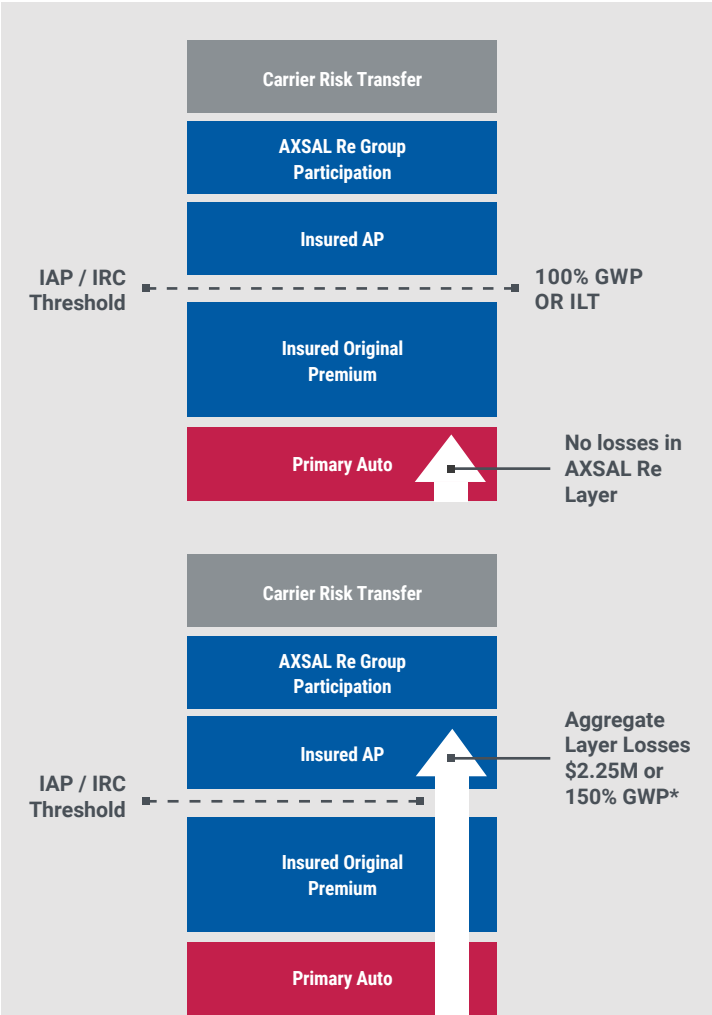 Carrier Risk Transfer
AXSAL Re Group
Participation
Insured AP
IAP / IRC
Threshold
100% GWP
OR ILT
Insured Original
Premium
Primary Auto
No losses in
AXSAL Re
Layer
Carrier Risk Transfer
AXSAL Re Group
Participation
Insured AP
Aggregate
Layer Losses
$2.25M or
150% GWP*
IAP / IRC
Threshold
Insured Original
Premium
Primary Auto